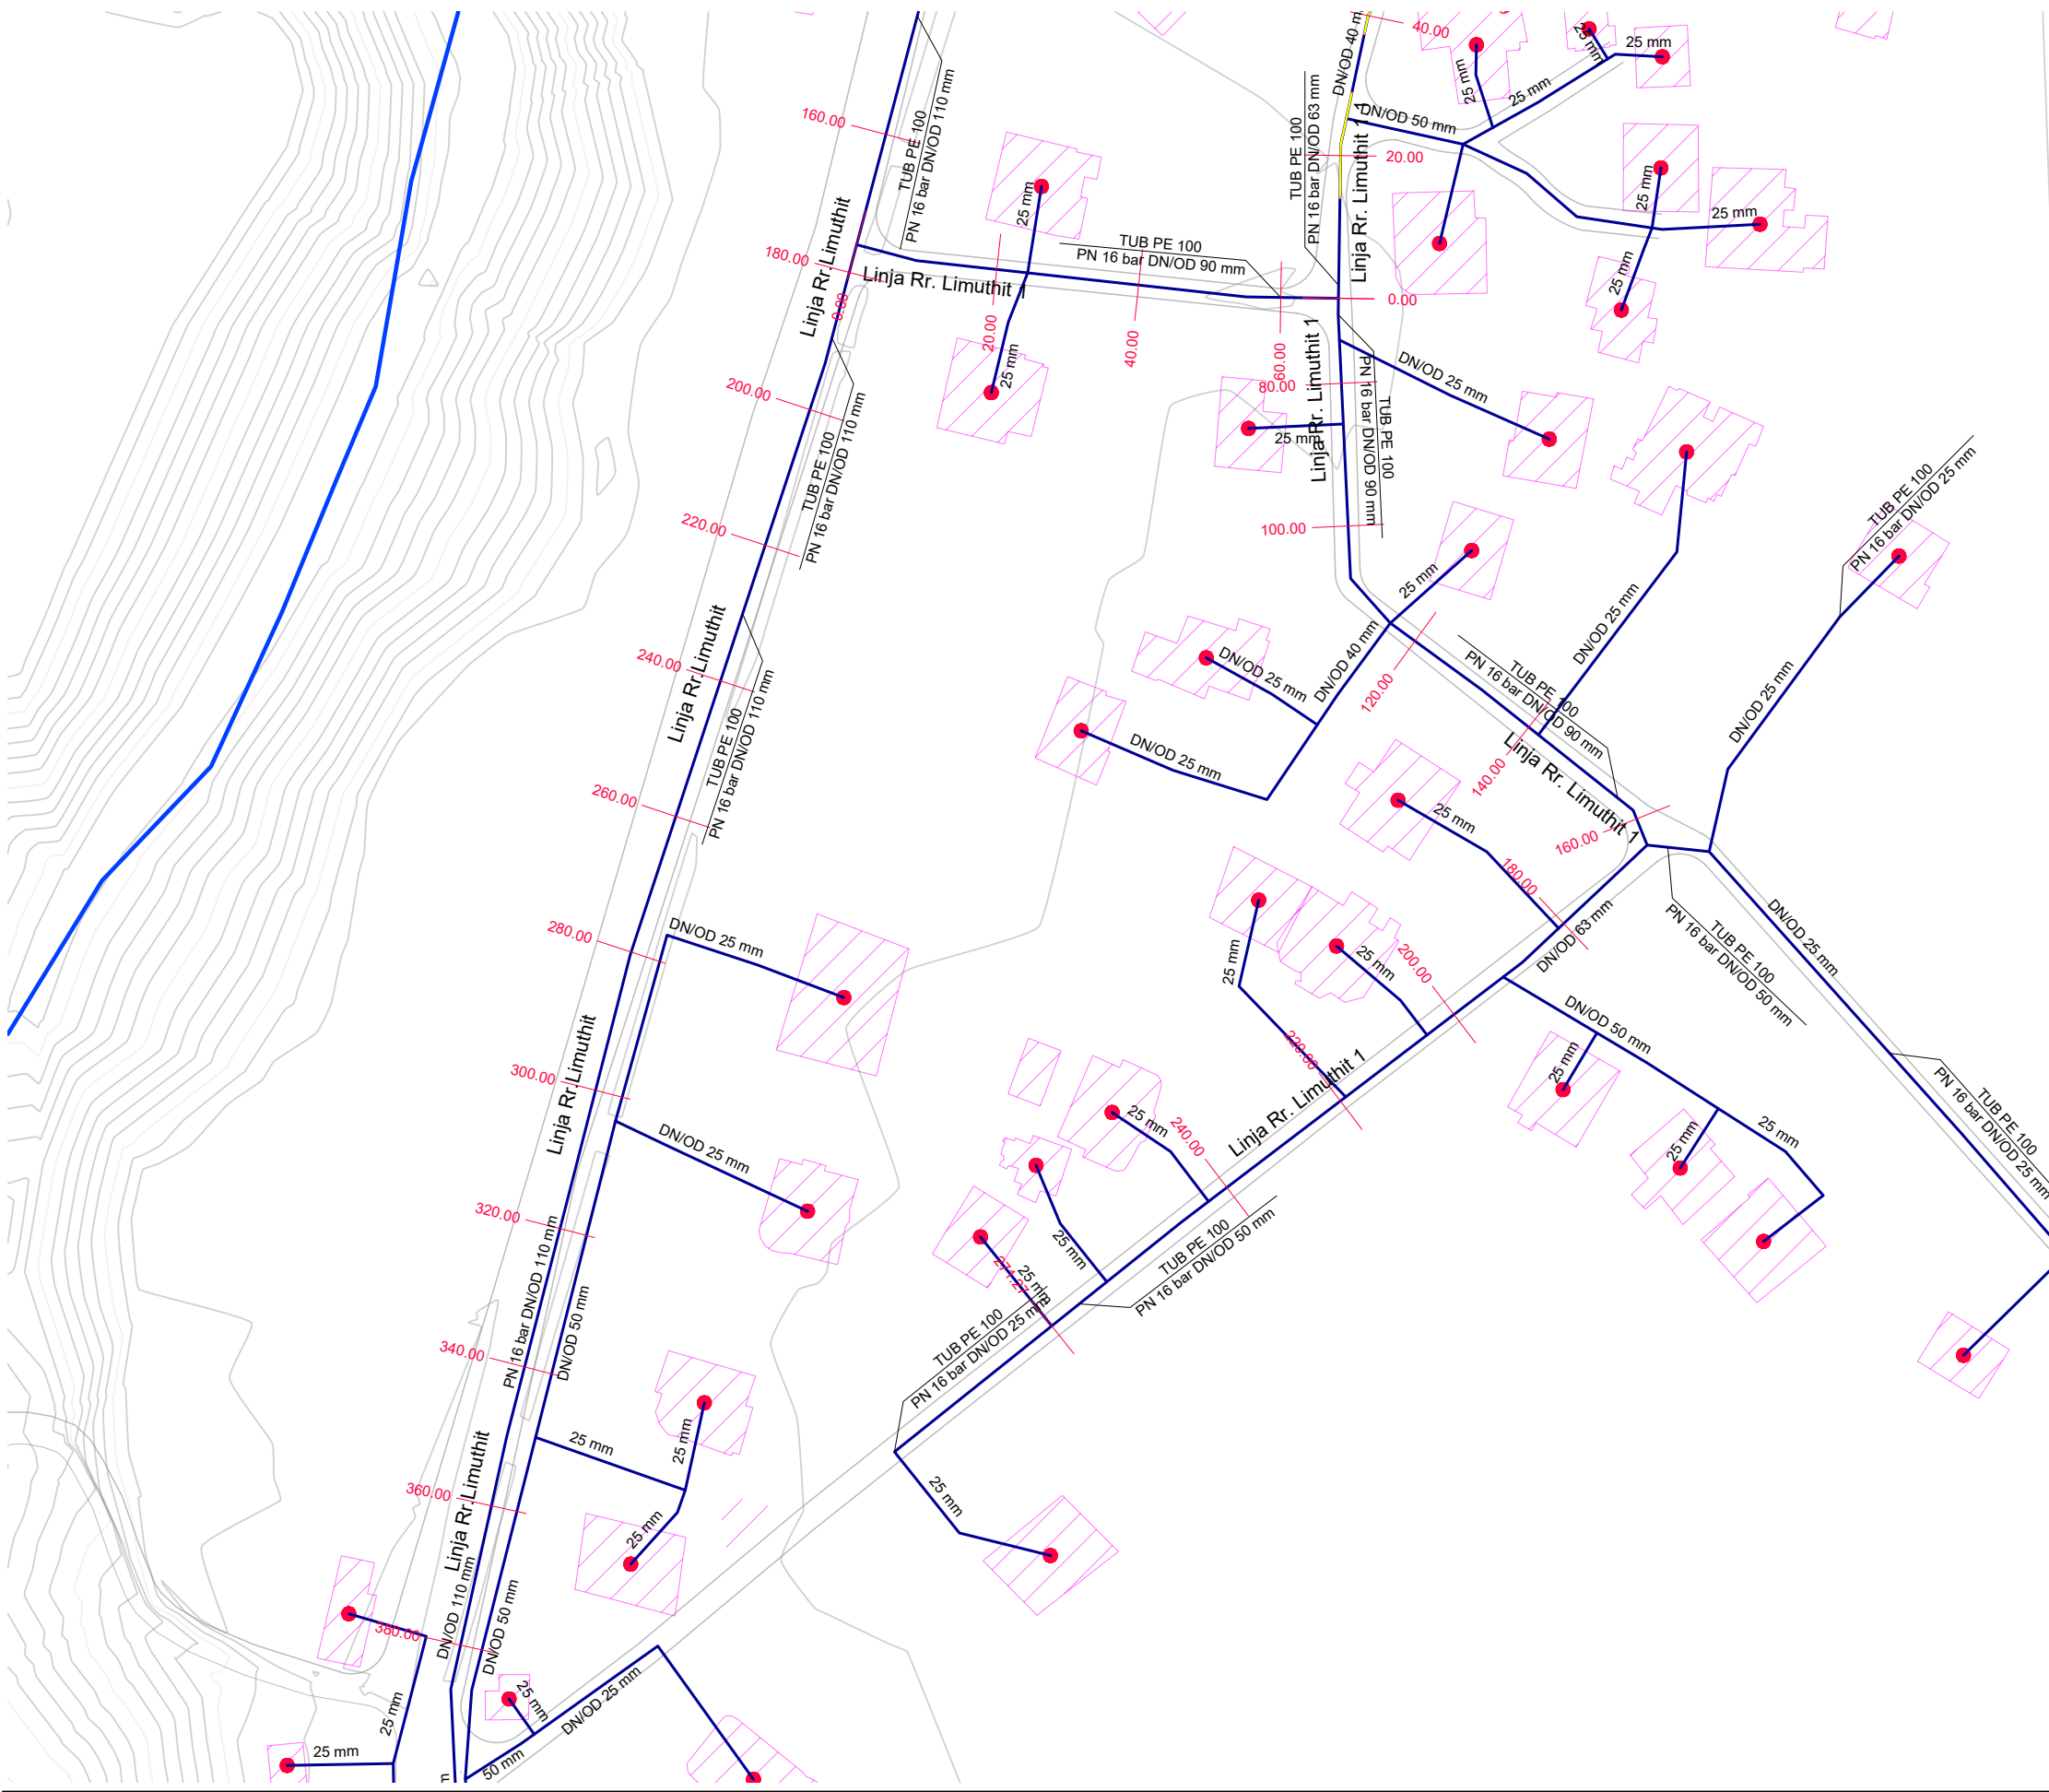 40.00
DN/OD 40 m
25 mm
25 mm
25 mm
25 mm
DN/OD 50 mm
160.00
TUB PE 100
PN 16 bar DN/OD 110 mm
TUB PE 100
PN 16 bar DN/OD 63 mm
Linja Rr. Limuthit 1.1
20.00
25 mm
25 mm
25 mm
25 mm
Linja Rr.Limuthit
180.00
0.00
TUB PE 100
PN 16 bar DN/OD 90 mm
Linja Rr. Limuthit 1
0.00
20.00
40.00
60.00
25 mm
Linja Rr. Limuthit 1
80.00
25 mm
TUB PE 100
PN 16 bar DN/OD 90 mm
DN/OD 25 mm
200.00
TUB PE 100
PN 16 bar DN/OD 110 mm
220.00
100.00
TUB PE 100
PN 16 bar DN/OD 25 mm
25 mm
DN/OD 25 mm
Linja Rr.Limuthit
240.00
TUB PE 100
PN 16 bar DN/OD 110 mm
DN/OD 25 mm
DN/OD 40 mm
120.00
TUB PE 100
PN 16 bar DN/OD 90 mm
DN/OD 25 mm
DN/OD 25 mm
140.00
Linja Rr. Limuthit 1
260.00
25 mm
160.00
180.00
280.00
DN/OD 25 mm
DN/OD 63 mm
TUB PE 100
PN 16 bar DN/OD 50 mm
DN/OD 25 mm
25 mm
25 mm
200.00
DN/OD 50 mm
Linja Rr.Limuthit
300.00
220.00
25 mm
Linja Rr. Limuthit 1
TUB PE 100
PN 16 bar DN/OD 25 mm
DN/OD 25 mm
25 mm
240.00
25 mm
25 mm
320.00
PN 16 bar DN/OD 110 mm
25 mm
TUB PE 100
PN 16 bar DN/OD 50 mm
271.27
25 mm
TUB PE 100
PN 16 bar DN/OD 25 mm
DN/OD 50 mm
340.00
25 mm
25 mm
Linja Rr.Limuthit
360.00
25 mm
25 mm
DN/OD 110 mm
380.00
DN/OD 50 mm
25 mm
25 mm
DN/OD 25 mm
25 mm
50 mm
m